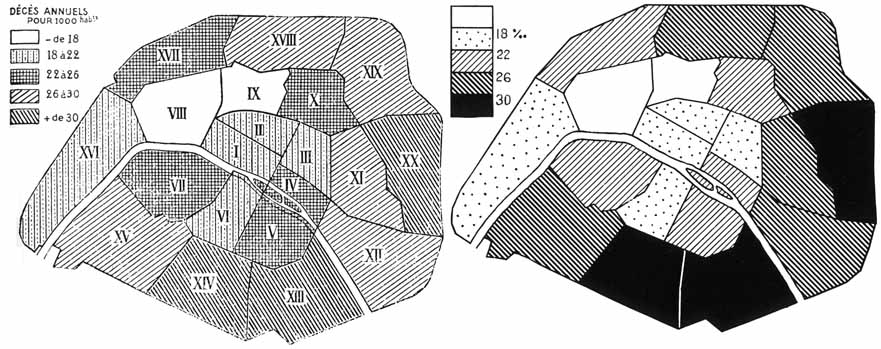 DÉCÈS ANNUELS
POUR 1000 habts
- de 18
18 à 22
22 à 26
26 à 30
+ de 30
XVII
XVIII
XIX
VIII
IX
X
XVI
II
I
III
XI
XX
VII
IV
VI
V
XV
XII
XIV
XIII
18 ‰
22
26
30